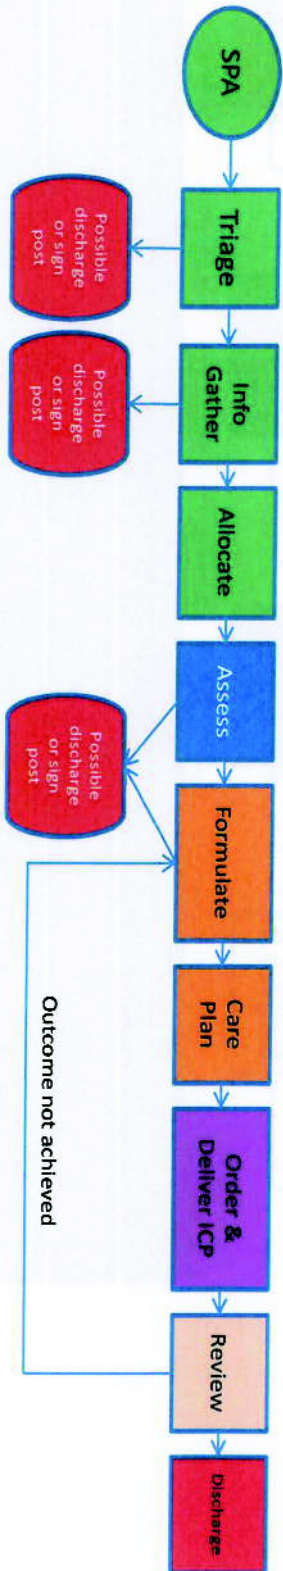 SPA
Triage
Info
Gather
Allocate
Assess
Formulate
Care
Plan
Order &
Deliver ICP
Review
Discharge
Possible
discharge
or sign
post
Possible
discharge
or sign
post
Possible
discharge
or sign
post
Outcome not achieved